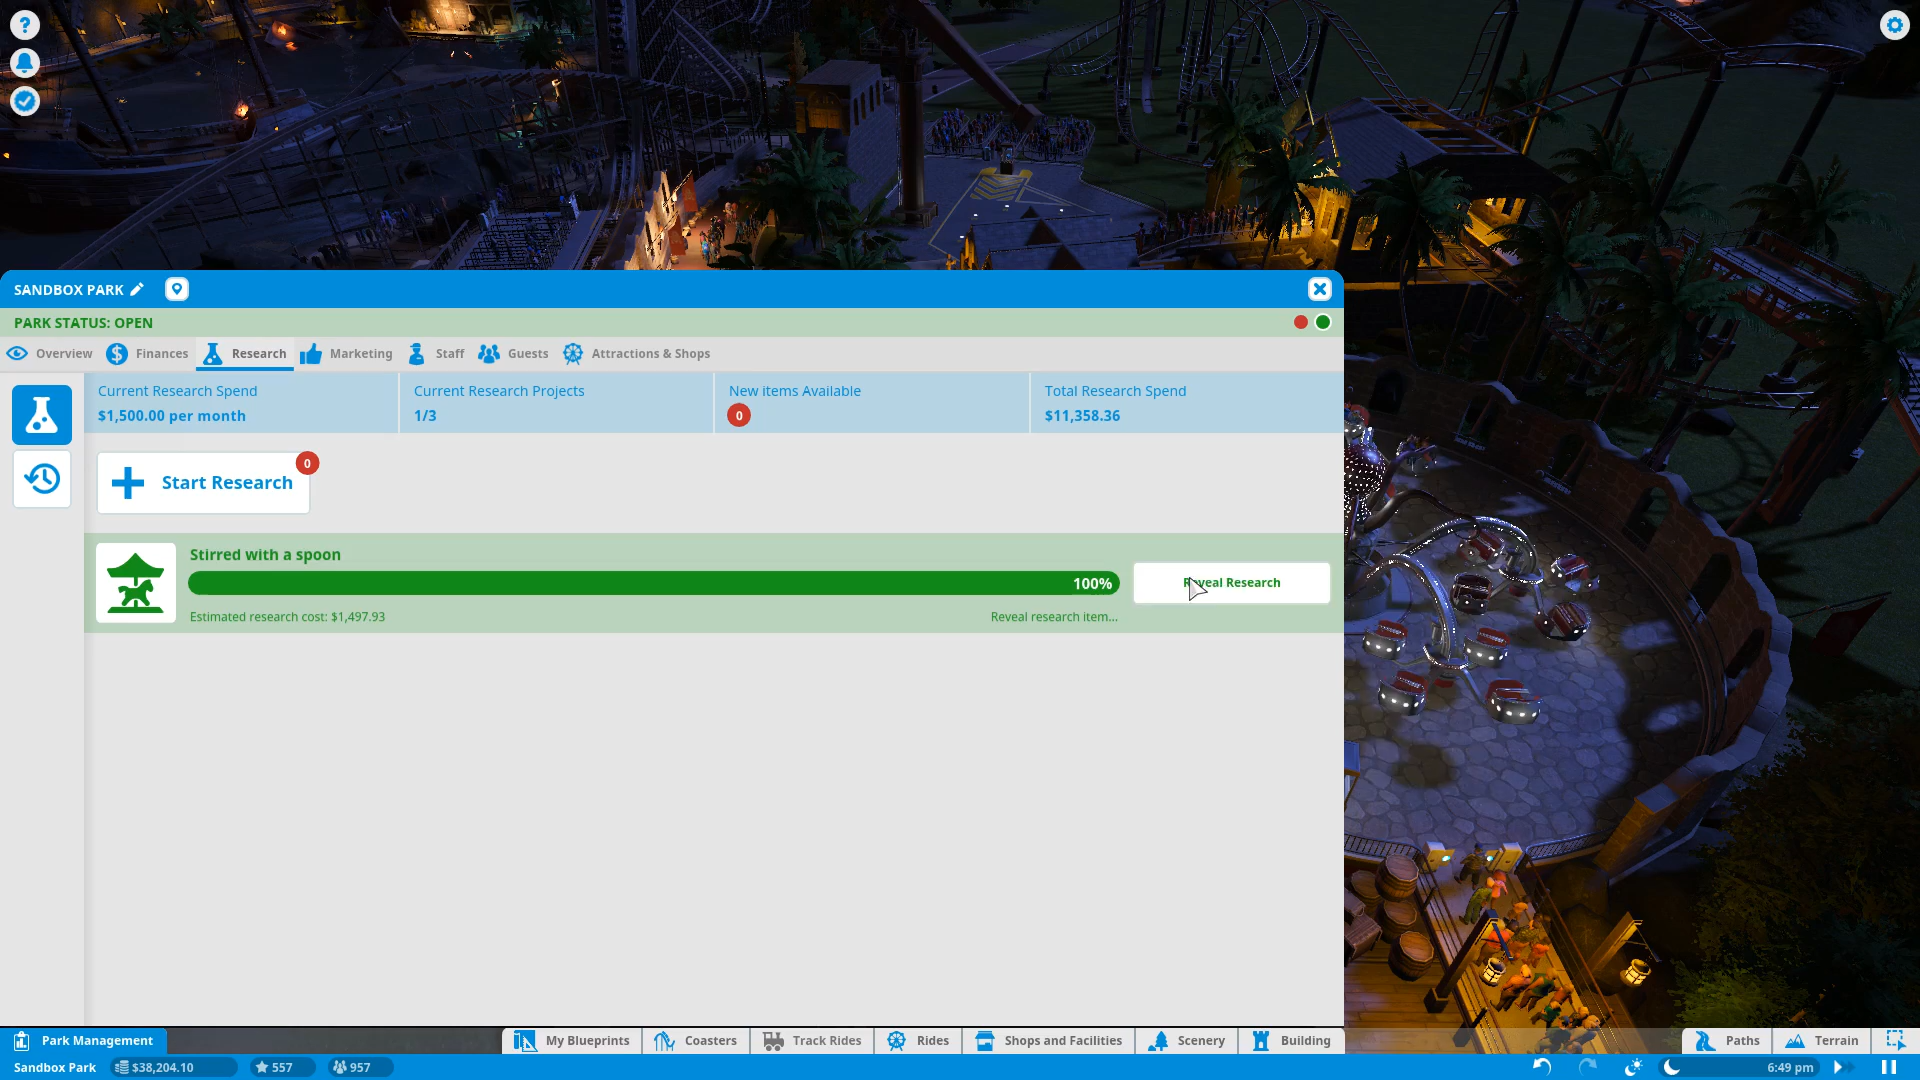 ?
SANDBOX PARK
PARK STATUS: OPEN
Overview
Finances
Research
Marketing
Staff
Guests
Attractions & Shops
Current Research Spend
$1,500.00 per month
Current Research Projects
1/3
New items Available
0
Total Research Spend
$11,358.36
Start Research
0
Stirred with a spoon
100%
Reveal Research
Estimated research cost: $1,497.93
Reveal research item...
Park Management
My Blueprints
Coasters
Track Rides
Rides
Shops and Facilities
Scenery
Building
Paths
Terrain
Sandbox Park
$38,204.10
557
957
6:49 pm